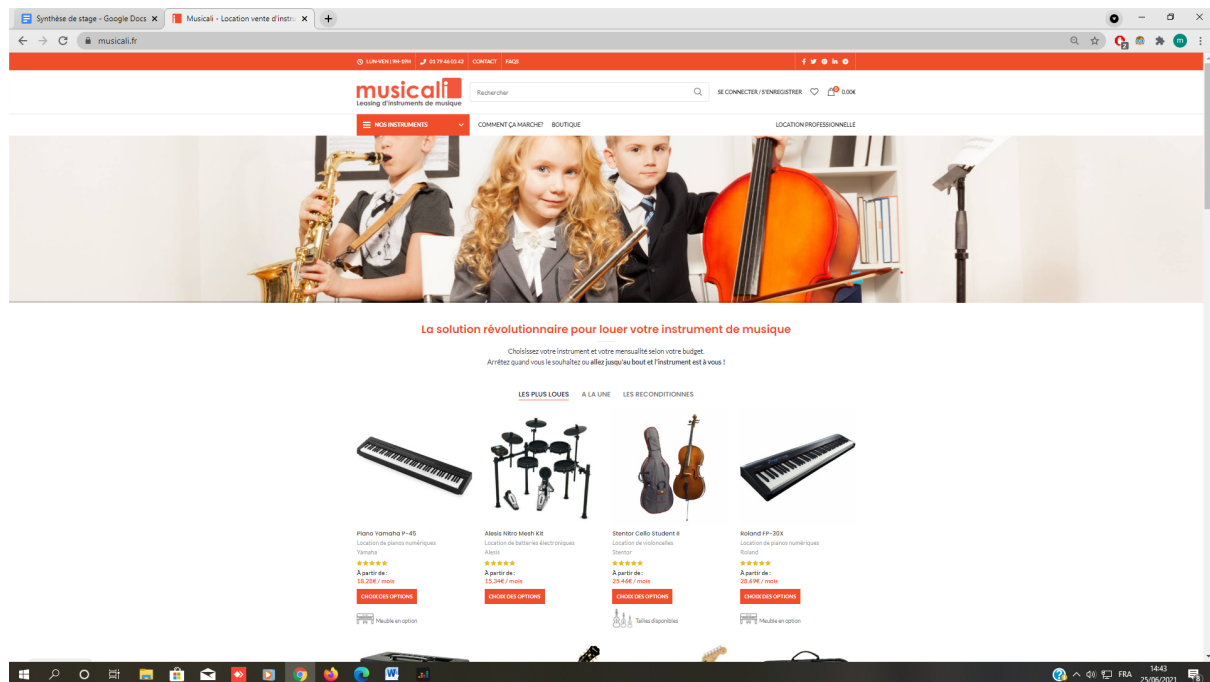 Synthèse de stage - Google Docs
Musicali - Location vente d'instru
musicali.fr
LUN-VEN | 9H-19H 01 79 46 03 42 CONTACT FAQS
musicali
Leasing d'instruments de musique
Rechercher
SE CONNECTER / S'ENREGISTRER
0
0.00€
NOS INSTRUMENTS
COMMENT ÇA MARCHE? BOUTIQUE
LOCATION PROFESSIONNELLE
La solution révolutionnaire pour louer votre instrument de musique
Choisissez votre instrument et votre mensualité selon votre budget.
Arrêtez quand vous le souhaitez ou allez jusqu'au bout et l'instrument est à vous !
LES PLUS LOUES A LA UNE LES RECONDITIONNES
Piano Yamaha P-45
Location de pianos numériques
Yamaha
À partir de :
18.28€ / mois
CHOIX DES OPTIONS
Meuble en option
Alesis Nitro Mesh Kit
Location de batteries électroniques
Alesis
À partir de :
15.34€ / mois
CHOIX DES OPTIONS
Stentor Cello Student II
Location de violoncelles
Stentor
À partir de :
25.46€ / mois
CHOIX DES OPTIONS
Tailles disponibles
Roland FP-30X
Location de pianos numériques
Roland
À partir de :
28.69€ / mois
CHOIX DES OPTIONS
Meuble en option
FRA
14:43
25/06/2021